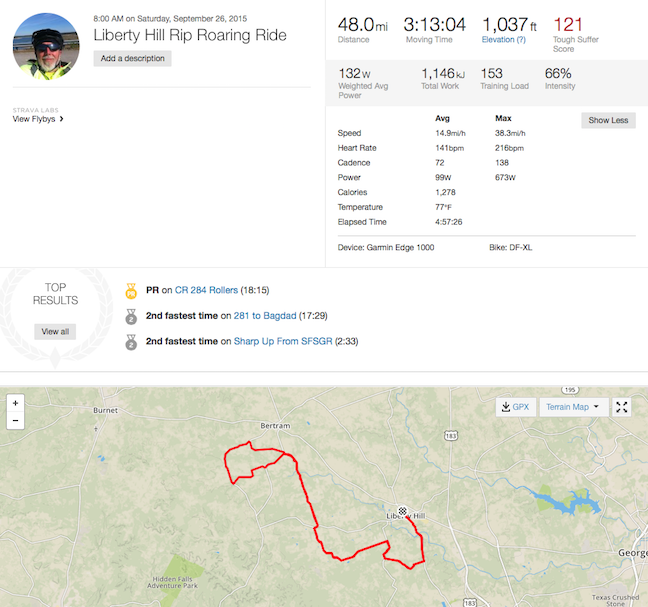 8:00 AM on Saturday, September 26, 2015
Liberty Hill Rip Roaring Ride
Add a description
STRAVA LABS
View Flybys
48.0mi
Distance
3:13:04
Moving Time
1,037ft
Elevation (?)
121
Tough Suffer
Score
132W
Weighted Avg
Power
1,146kJ
Total Work
153
Training Load
66%
Intensity
Avg Max
Show Less
Speed 14.9mi/h 38.3mi/h
Heart Rate 141bpm 216bpm
Cadence 72 138
Power 99W 673W
Calories 1,278
Temperature 77°F
Elapsed Time 4:57:26
Device: Garmin Edge 1000 Bike: DF-XL
TOP
RESULTS
View all
PR
PR on CR 284 Rollers (18:15)
2
2nd fastest time on 281 to Bagdad (17:29)
2
2nd fastest time on Sharp Up From SFSGR (2:33)
+
-
195
GPX
Terrain Map
Burnet
Bertram
183
Liberty Hill
George
Hidden Falls
Adventure Park
183
Texas Crushed
Stone